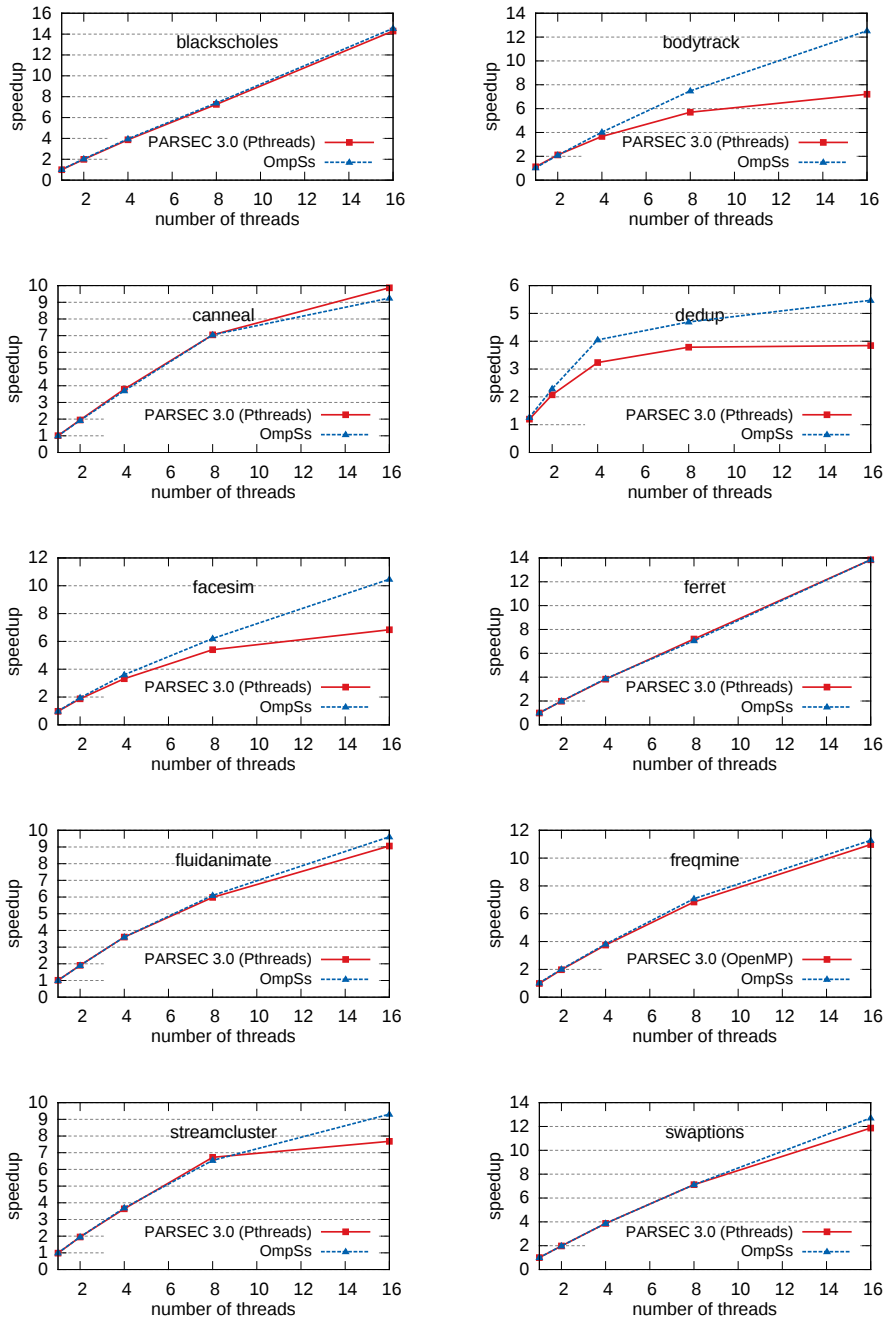 blackscholes
speedup
16
14
12
10
8
6
4
2
0
PARSEC 3.0 (Pthreads)
OmpSs
2 4 6 8 10 12 14 16
number of threads
bodytrack
speedup
14
12
10
8
6
4
2
0
PARSEC 3.0 (Pthreads)
OmpSs
2 4 6 8 10 12 14 16
number of threads
canneal
speedup
10
9
8
7
6
5
4
3
2
1
0
PARSEC 3.0 (Pthreads)
OmpSs
2 4 6 8 10 12 14 16
number of threads
dedup
speedup
6
5
4
3
2
1
0
PARSEC 3.0 (Pthreads)
OmpSs
2 4 6 8 10 12 14 16
number of threads
facesim
speedup
12
10
8
6
4
2
0
PARSEC 3.0 (Pthreads)
OmpSs
2 4 6 8 10 12 14 16
number of threads
ferret
speedup
14
12
10
8
6
4
2
0
PARSEC 3.0 (Pthreads)
OmpSs
2 4 6 8 10 12 14 16
number of threads
fluidanimate
speedup
10
9
8
7
6
5
4
3
2
1
0
PARSEC 3.0 (Pthreads)
OmpSs
2 4 6 8 10 12 14 16
number of threads
freqmine
speedup
12
10
8
6
4
2
0
PARSEC 3.0 (OpenMP)
OmpSs
2 4 6 8 10 12 14 16
number of threads
streamcluster
speedup
10
9
8
7
6
5
4
3
2
1
0
PARSEC 3.0 (Pthreads)
OmpSs
2 4 6 8 10 12 14 16
number of threads
swaptions
speedup
14
12
10
8
6
4
2
0
PARSEC 3.0 (Pthreads)
OmpSs
2 4 6 8 10 12 14 16
number of threads